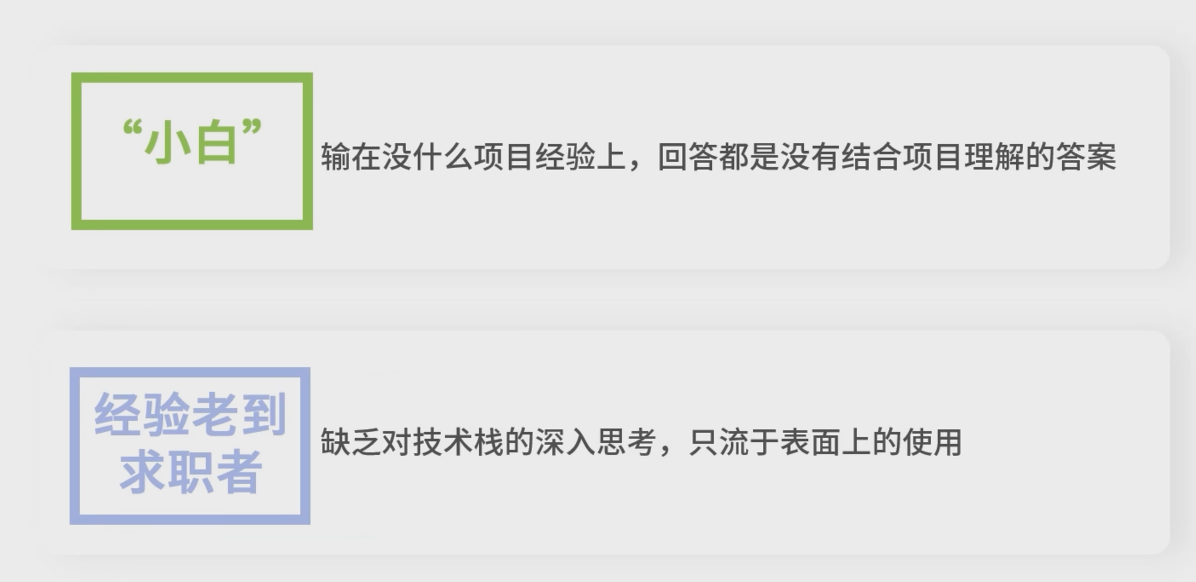 “小白”
输在没什么项目经验上，回答都是没有结合项目理解的答案
经验老到
求职者
缺乏对技术栈的深入思考，只流于表面上的使用